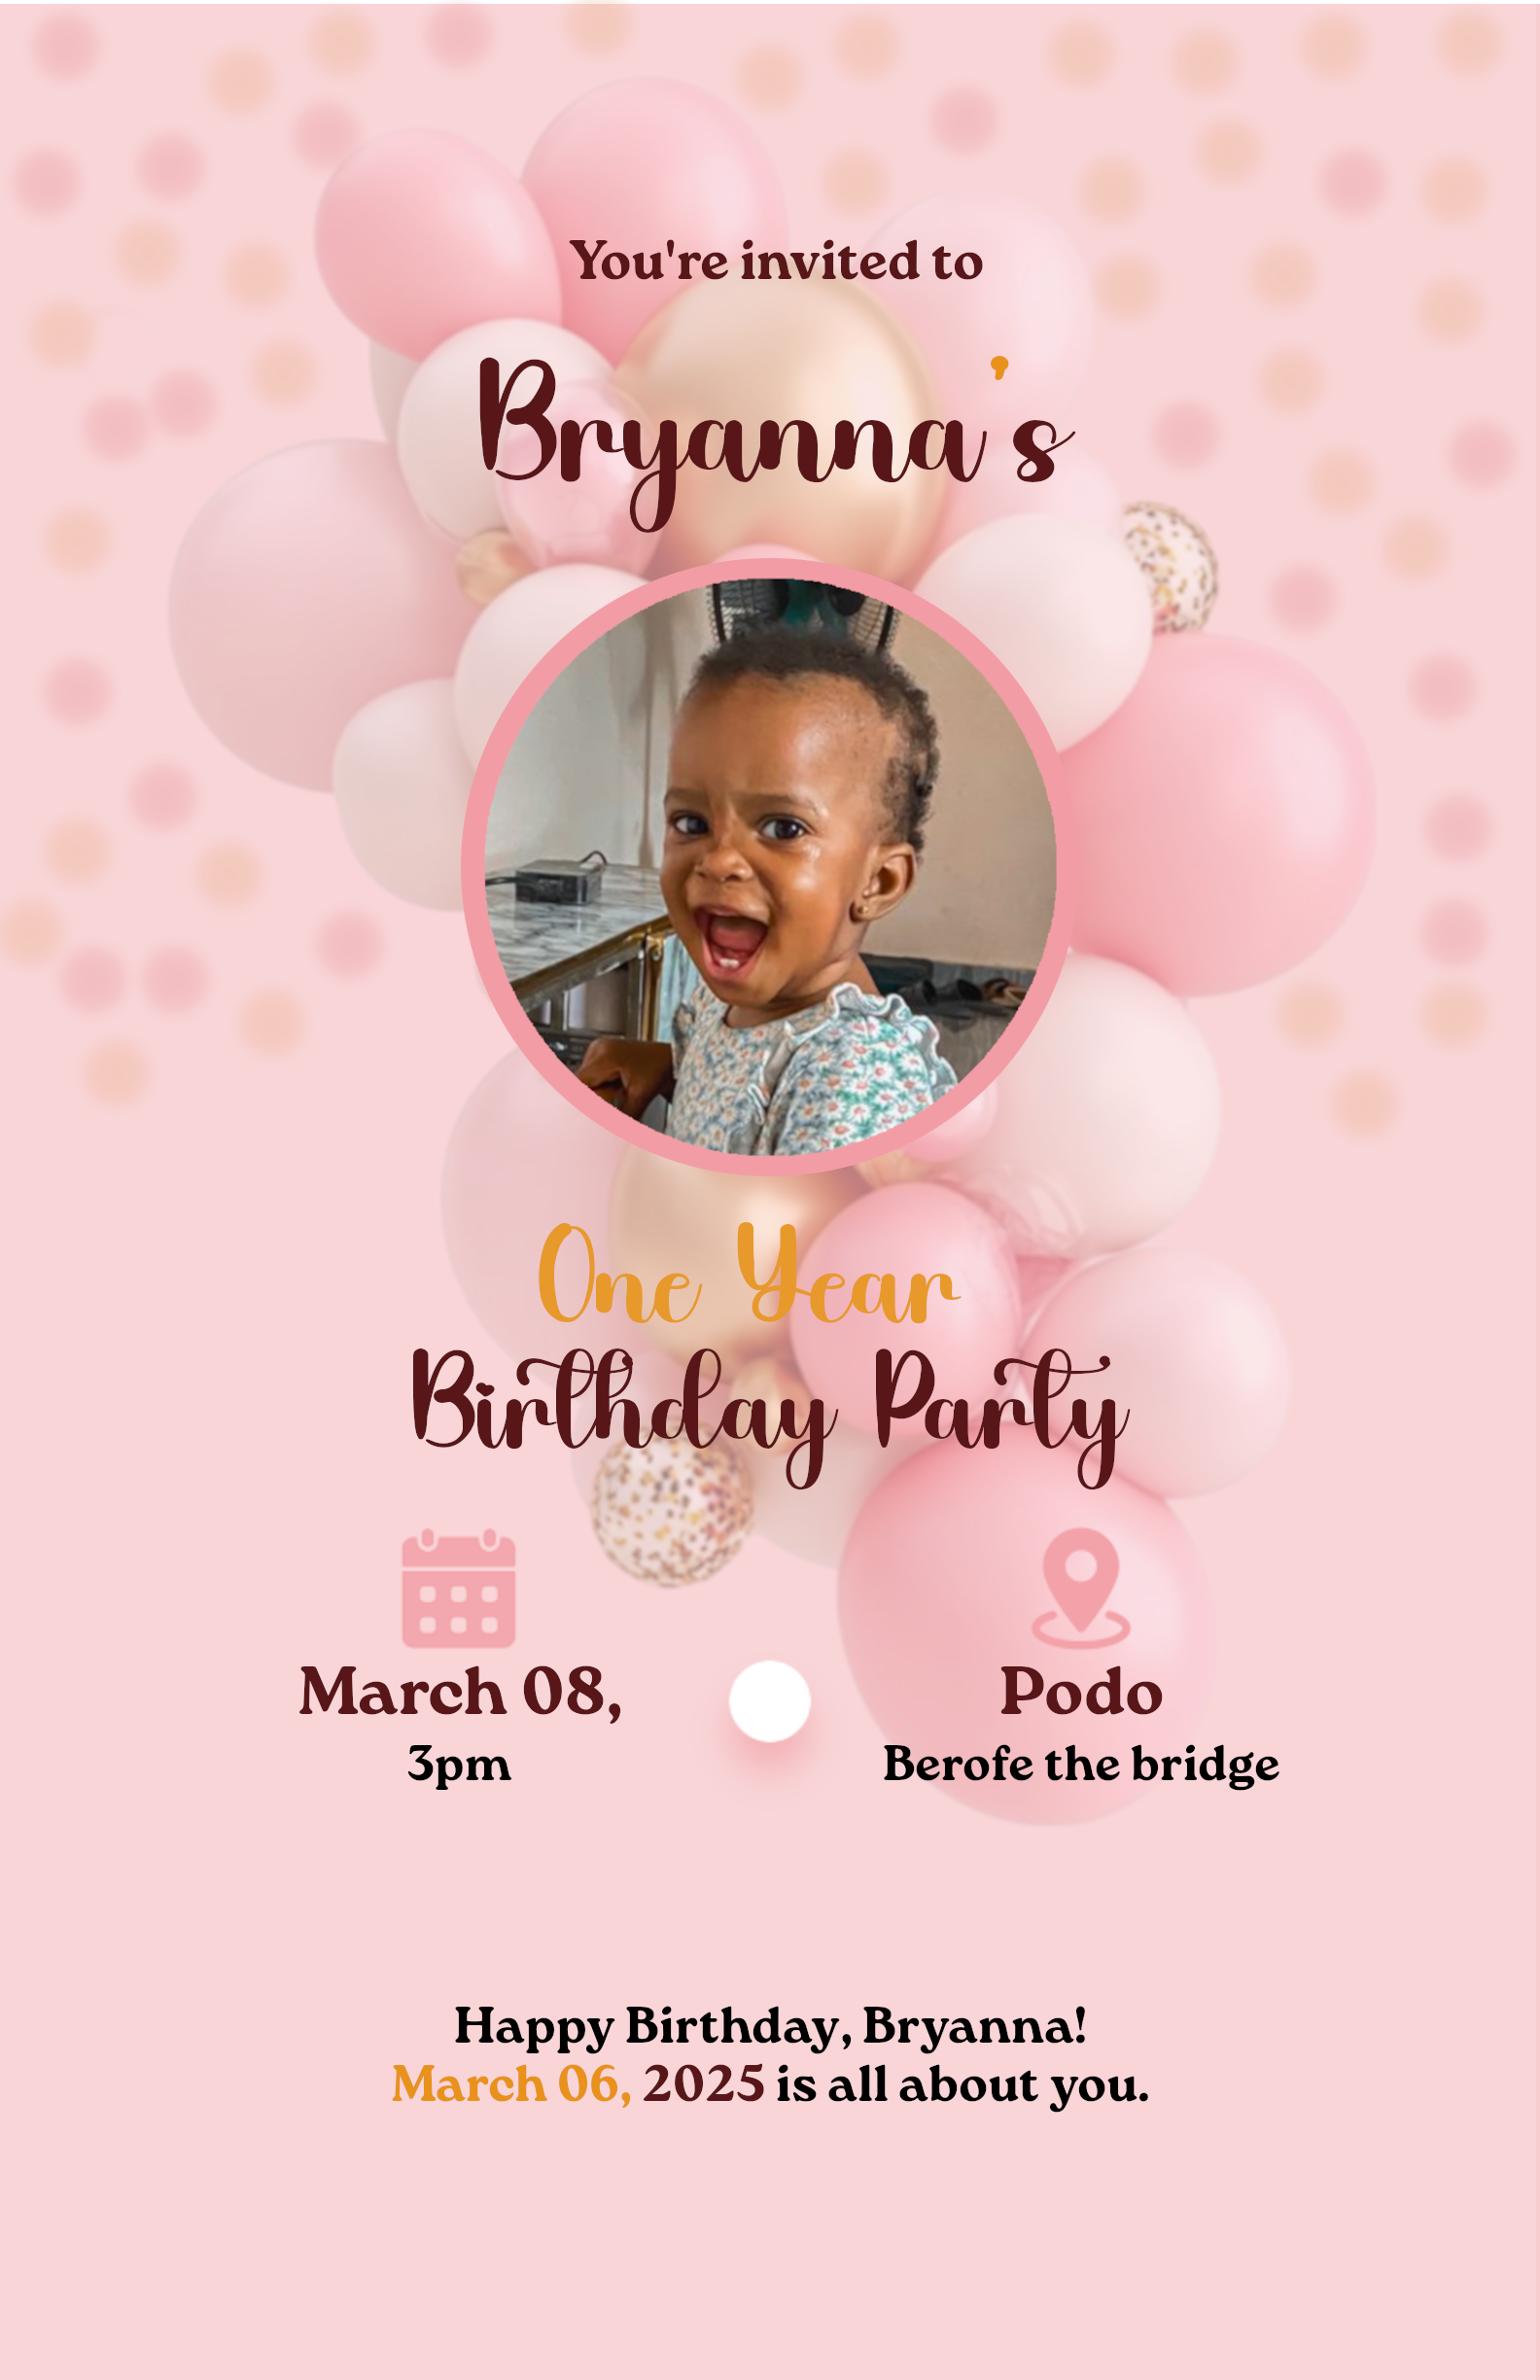 You're invited to
Bryanna's
One Year
Birthday Party
March 08,
3pm
Podo
Berofe the bridge
Happy Birthday, Bryanna!
March 06, 2025 is all about you.